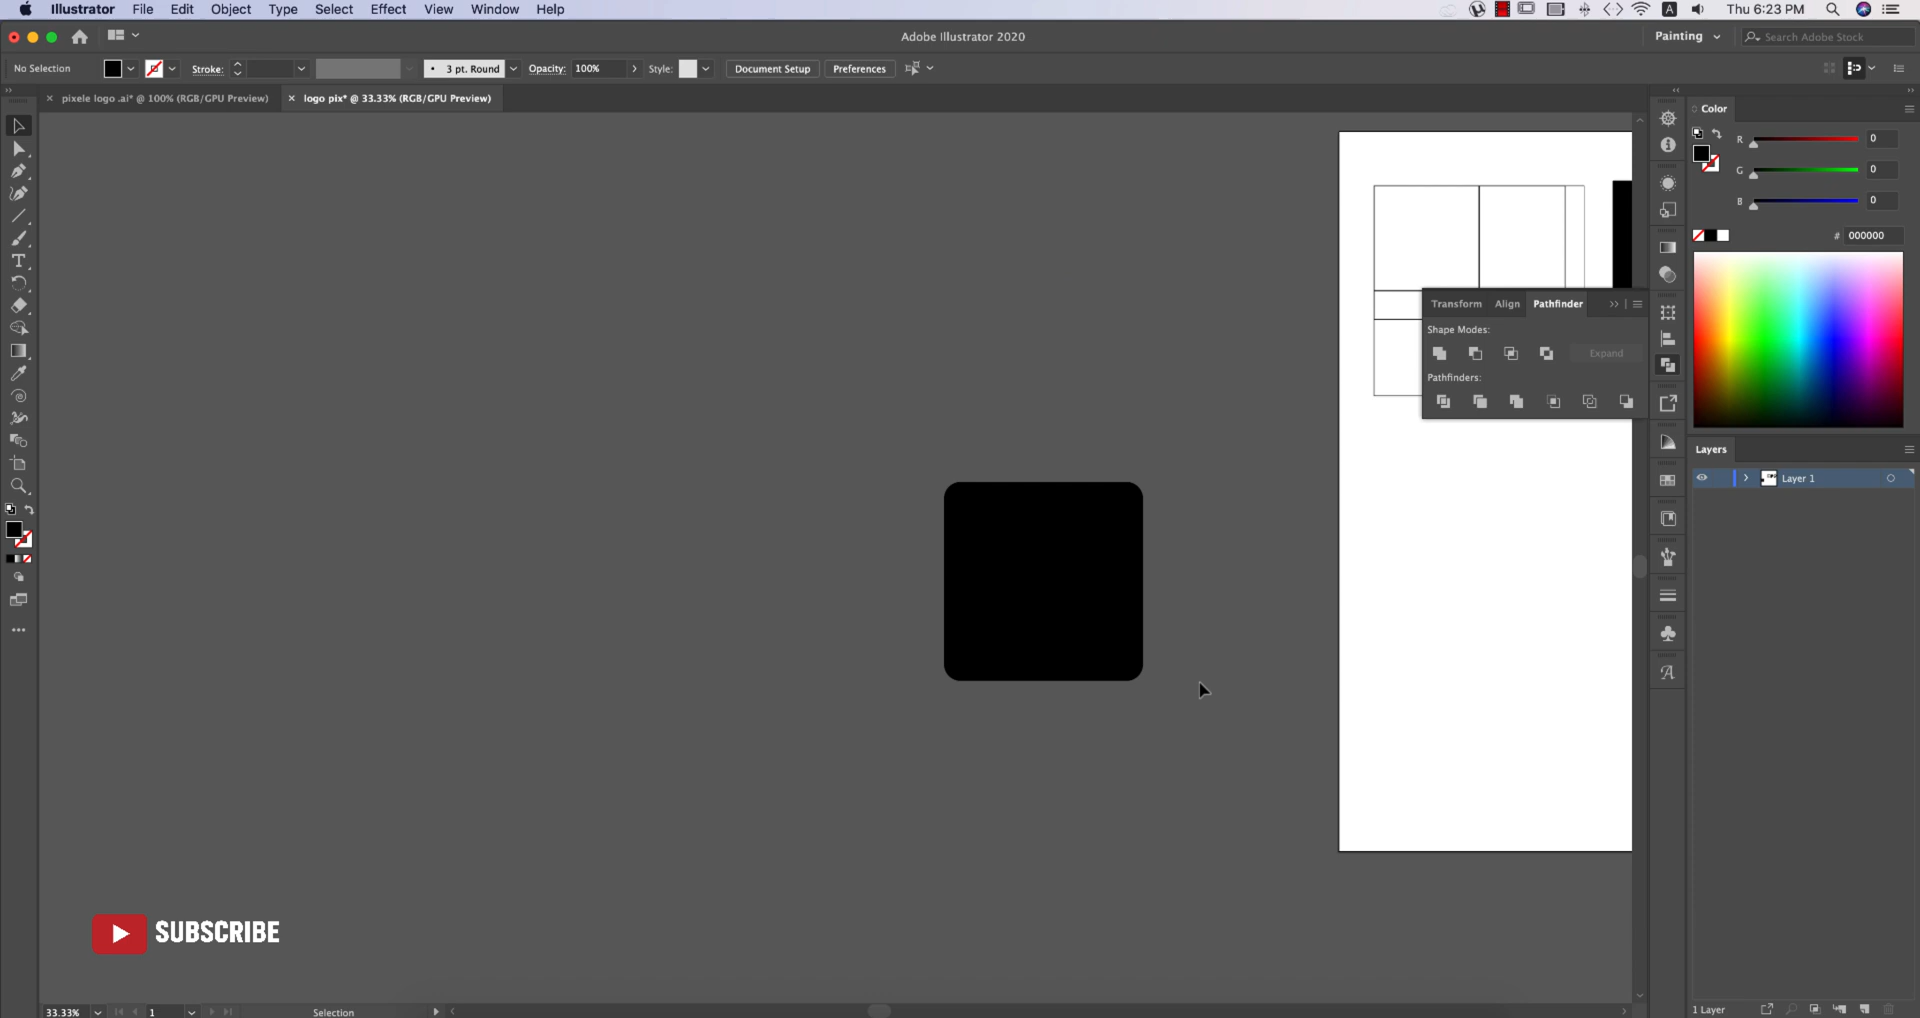 Illustrator File Edit Object Type Select Effect View Window Help A Thu 6:23 PM
Adobe Illustrator 2020 Painting Search Adobe Stock
No Selection Stroke: 3 pt. Round Opacity: 100% Style: Document Setup Preferences
× pixele logo .ai* @ 100% (RGB/GPU Preview) × logo pix* @ 33.33% (RGB/GPU Preview)
Color
R 0
G 0
B 0
# 000000
Transform Align Pathfinder
Shape Modes:
Expand
Pathfinders:
Layers
Layer 1
SUBSCRIBE
33.33% 1 Selection 1 Layer